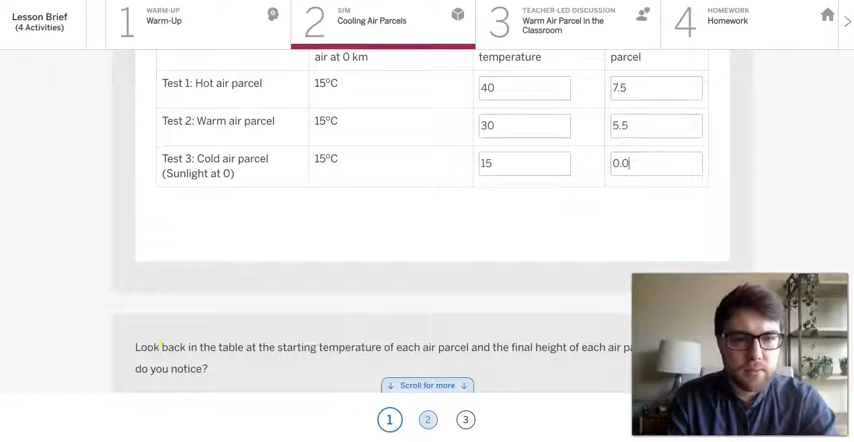 Lesson Brief
(4 Activities)
1
WARM-UP
Warm-Up
2
SIM
Cooling Air Parcels
3
TEACHER-LED DISCUSSION
Warm Air Parcel in the
Classroom
4
HOMEWORK
Homework
air at 0 km
temperature
parcel
Test 1: Hot air parcel
15°C
40
7.5
Test 2: Warm air parcel
15°C
30
5.5
Test 3: Cold air parcel
(Sunlight at 0)
15°C
15
0.0
Look back in the table at the starting temperature of each air parcel and the final height of each air
do you notice?
Scroll for more
1
2
3